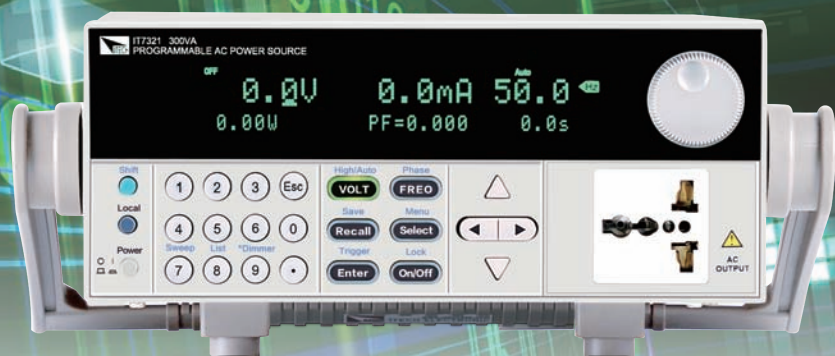 IT7321 300VA
PROGRAMMABLE AC POWER SOURCE
OFF
Auto
0.0V 0.0mA 50.0 Hz
0.00W PF=0.000 0.0s
Shift
Local
Power
1 2 3 Esc
4 5 6 0
Sweep List *Dimmer
7 8 9 .
High/Auto Phase
VOLT FREQ
Save Menu
Recall Select
Trigger Lock
Enter On/Off
AC
OUTPUT